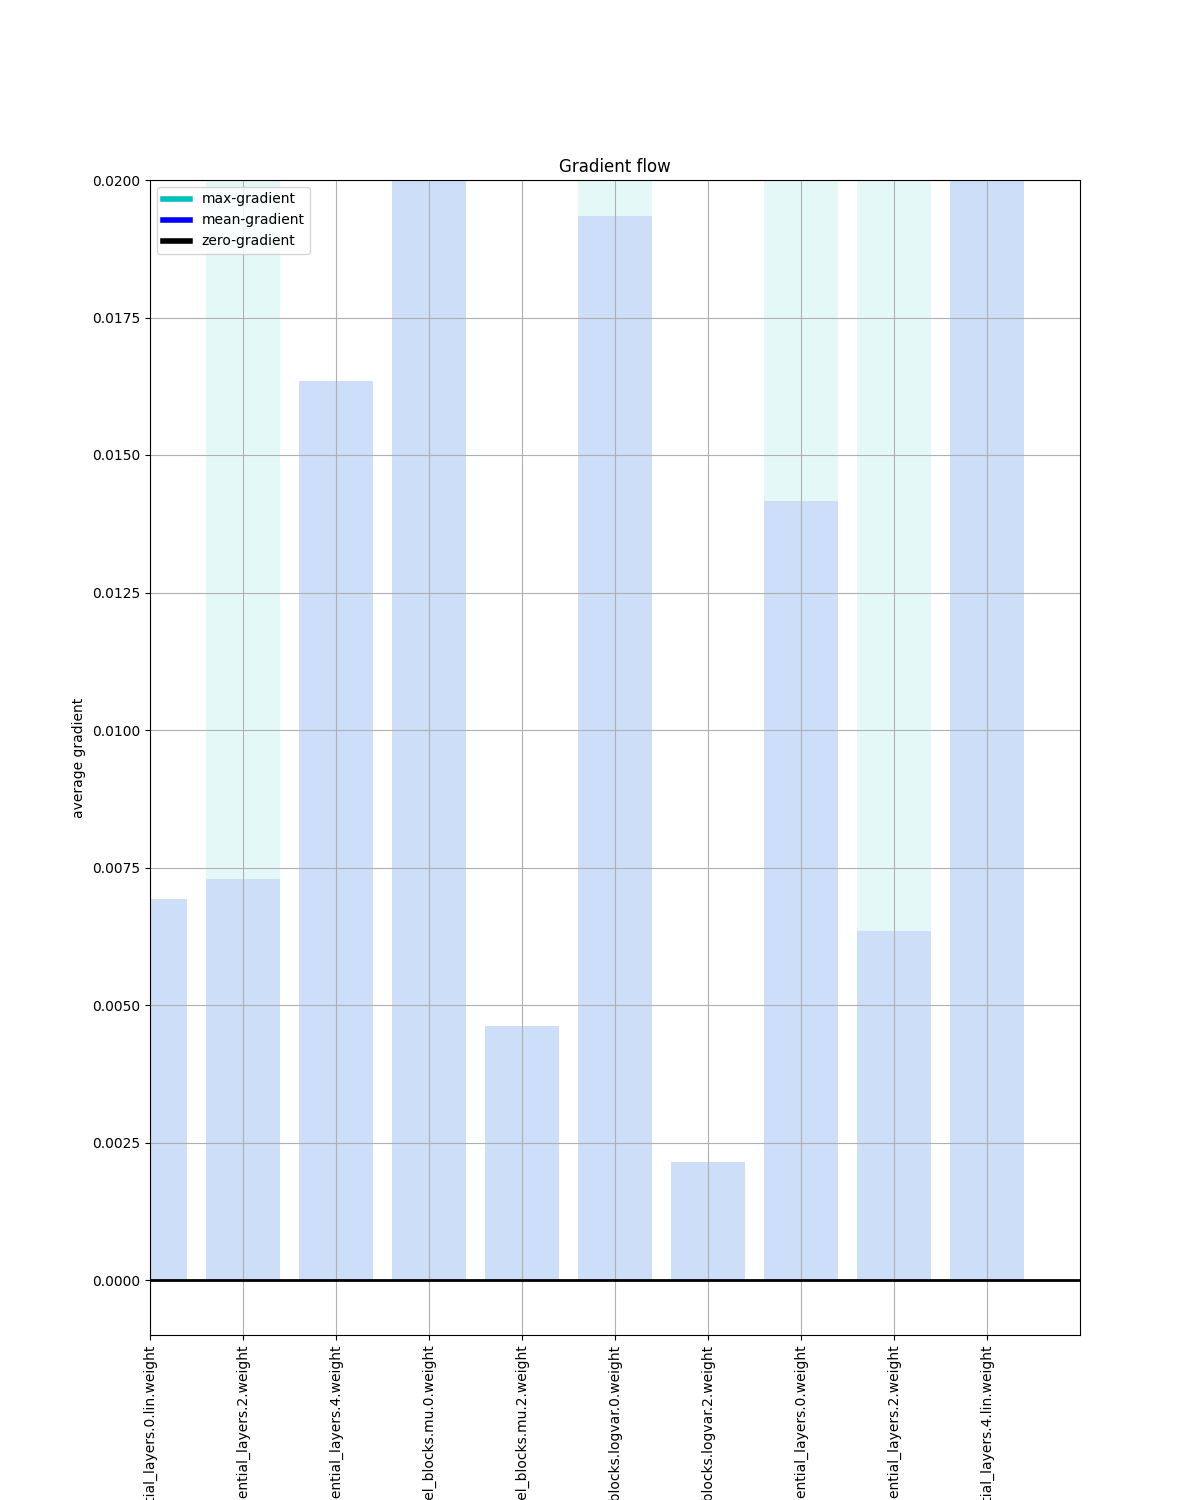 Gradient flow
max-gradient
mean-gradient
zero-gradient
0.0200
0.0175
0.0150
0.0125
0.0100
0.0075
0.0050
0.0025
0.0000
average gradient
tial_layers.0.lin.weight
ential_layers.2.weight
ential_layers.4.weight
el_blocks.mu.0.weight
el_blocks.mu.2.weight
blocks.logvar.0.weight
blocks.logvar.2.weight
ential_layers.0.weight
ential_layers.2.weight
tial_layers.4.lin.weight